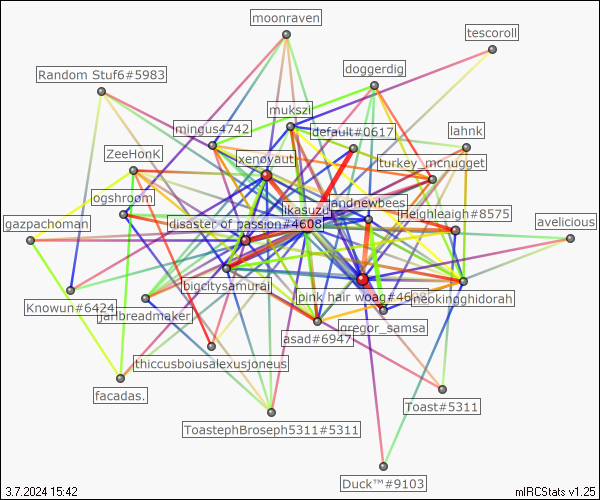 moonraven
tescoroll
doggerdig
Random Stuf6#5983
mukszi
mingus4742
default#0617
lahnk
ZeeHonK
xenoyaut
turkey_mcnugget
ogshroom
andnewbees
ikasuzu
Heighleaigh#8575
gazpachoman
disaster of passion#4608
avelicious
bigcitysamurai
pink hair woag#46
neokingghidorah
Knowun#6424
jarlbreadmaker
gregor_samsa
asad#6947
thiccusboiusalexusjoneus
facadas.
Toast#5311
ToastephBroseph5311#5311
Duck™#9103
3.7.2024 15:42
mIRCStats v1.25